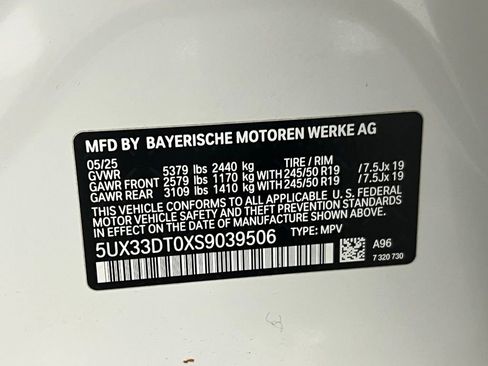 MFD BY BAYERISCHE MOTOREN WERKE AG
05/25 TIRE / RIM
GVWR 5379 lbs 2440 kg
GAWR FRONT 2579 lbs 1170 kg 245/50 R19 /7.5Jx 19
GAWR REAR 3109 lbs 1410 kg 245/50 R19 /7.5Jx 19
THIS VEHICLE CONFORMS TO ALL APPLICABLE U. S. FEDERAL
MOTOR VEHICLE SAFETY AND THEFT PREVENTION STANDARDS
IN EFFECT ON THE DATE OF MANUFACTURE SHOWN ABOVE.
5UX33DT0XS9039506 TYPE: MPV
A96
7 320 730